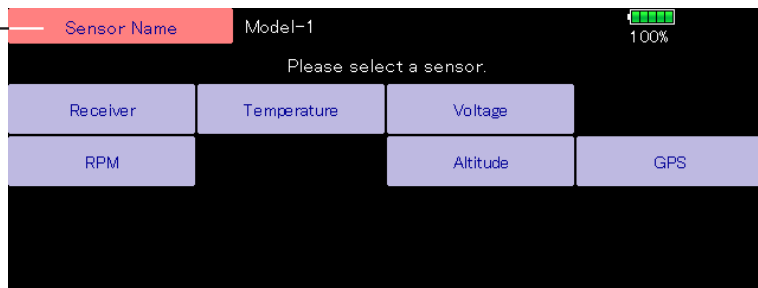 Sensor Name Model-1 100%
Please select a sensor.
Receiver Temperature Voltage
RPM Altitude GPS